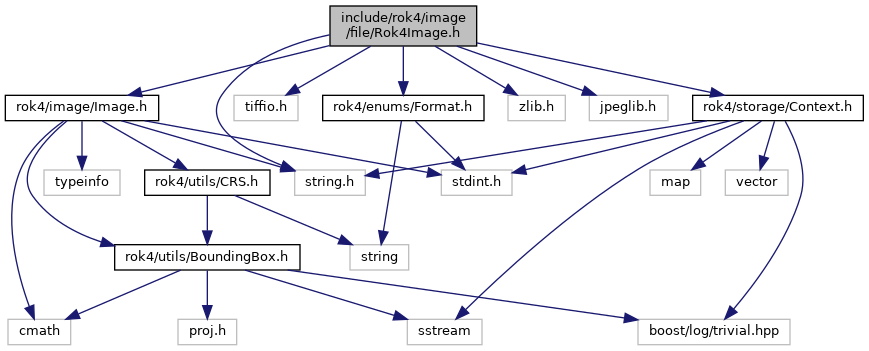 include/rok4/image
/file/Rok4Image.h
rok4/image/Image.h
tiffio.h
rok4/enums/Format.h
zlib.h
jpeglib.h
rok4/storage/Context.h
typeinfo
rok4/utils/CRS.h
string.h
stdint.h
map
vector
rok4/utils/BoundingBox.h
string
cmath
proj.h
sstream
boost/log/trivial.hpp